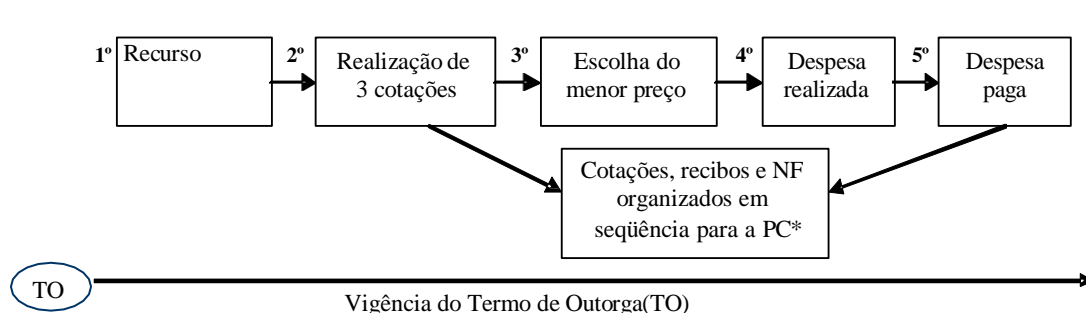 1º
Recurso
2º
Realização de
3 cotações
3º
Escolha do
menor preço
4º
Despesa
realizada
5º
Despesa
paga
Cotações, recibos e NF
organizados em
seqüência para a PC*
TO
Vigência do Termo de Outorga(TO)